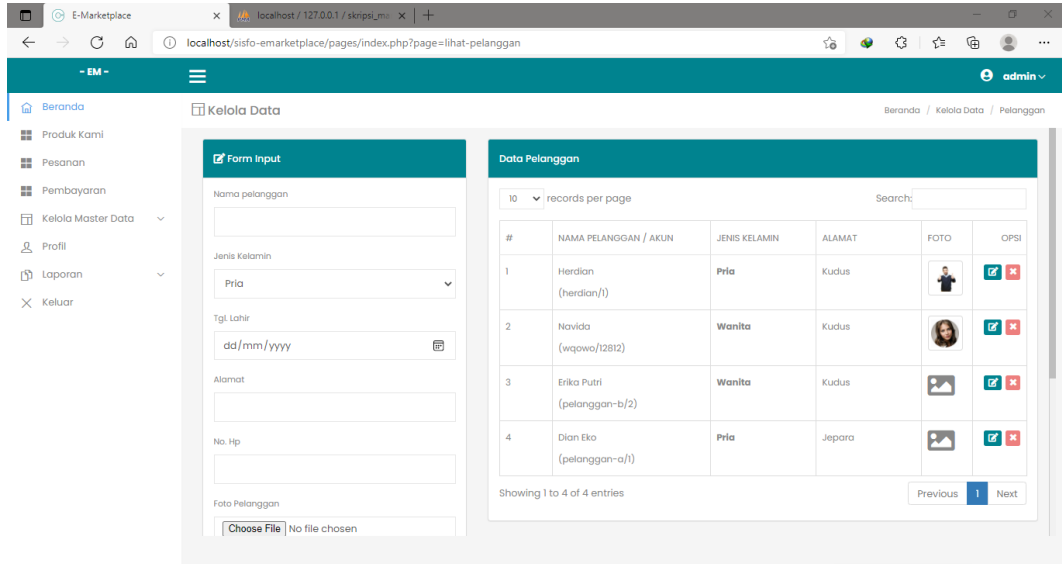 E-Marketplace
localhost / 127.0.0.1 / skripsi_ma
localhost/sisfo-emarketplace/pages/index.php?page=lihat-pelanggan
- EM -
admin
Beranda
Produk Kami
Pesanan
Pembayaran
Kelola Master Data
Profil
Laporan
Keluar
Kelola Data
Beranda / Kelola Data / Pelanggan
Form Input
Nama pelanggan
Jenis Kelamin
Pria
Tgl. Lahir
dd/mm/yyyy
Alamat
No. Hp
Foto Pelanggan
Choose File No file chosen
Data Pelanggan
10 records per page Search:
# NAMA PELANGGAN / AKUN JENIS KELAMIN ALAMAT FOTO OPSI
1 Herdian Pria Kudus
(herdian/1)
2 Navida Wanita Kudus
(wqowo/12812)
3 Erika Putri Wanita Kudus
(pelanggan-b/2)
4 Dian Eko Pria Jepara
(pelanggan-a/1)
Showing 1 to 4 of 4 entries
Previous 1 Next